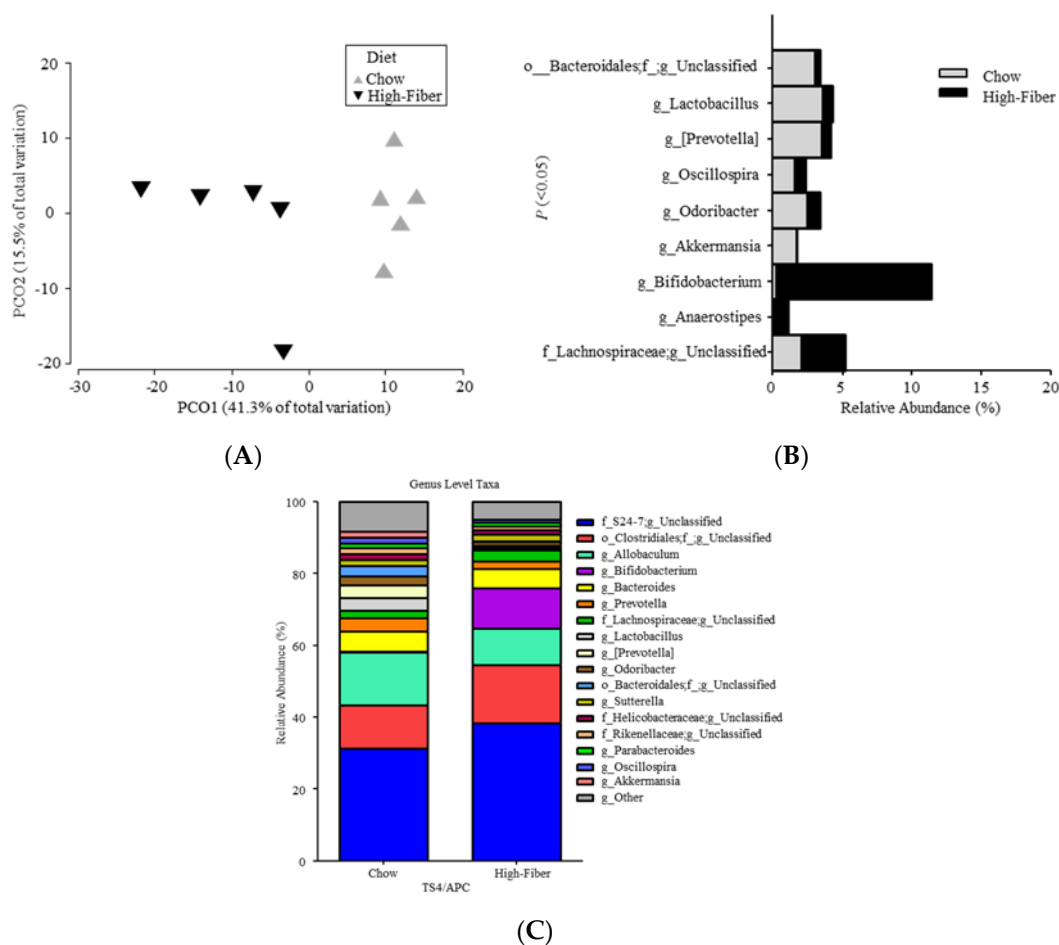 Diet
Chow
High-Fiber
20
10
0
-10
-20
PCO2 (15.5% of total variation)
-30
-20
-10
0
10
20
PCO1 (41.3% of total variation)
(A)
P (<0.05)
o__Bacteroidales;f_;g_Unclassified
g_Lactobacillus
g_[Prevotella]
g_Oscillospira
g_Odoribacter
g_Akkermansia
g_Bifidobacterium
g_Anaerostipes
f_Lachnospiraceae;g_Unclassified
Chow
High-Fiber
0
5
10
15
20
Relative Abundance (%)
(B)
Genus Level Taxa
100
80
60
40
20
0
Relative Abundance (%)
Chow
High-Fiber
TS4/APC
f_S24-7;g_Unclassified
o_Clostridiales;f_;g_Unclassified
g_Allobaculum
g_Bifidobacterium
g_Bacteroides
g_Prevotella
f_Lachnospiraceae;g_Unclassified
g_Lactobacillus
g_[Prevotella]
g_Odoribacter
o_Bacteroidales;f_;g_Unclassified
g_Sutterella
f_Helicobacteraceae;g_Unclassified
f_Rikenellaceae;g_Unclassified
g_Parabacteroides
g_Oscillospira
g_Akkermansia
g_Other
(C)